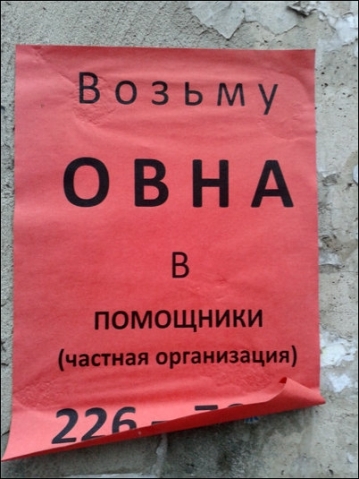 Возьму
ОВНА
в
помощники
(частная организация)
226-